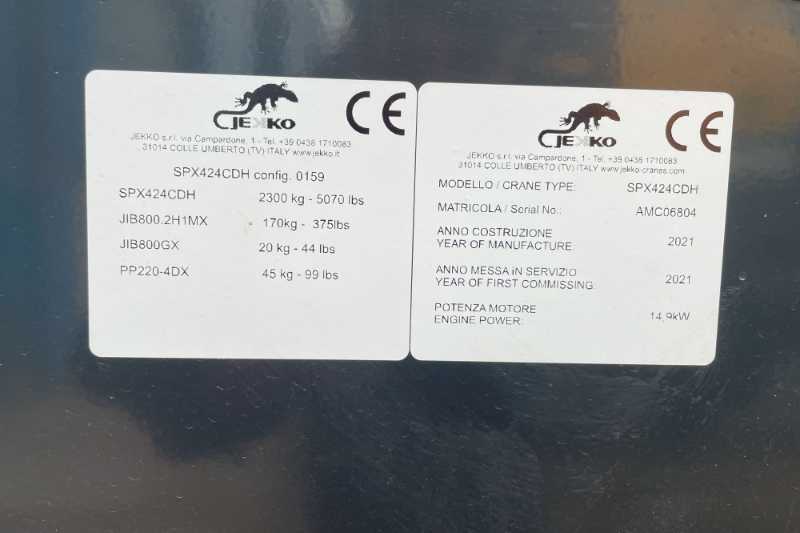 JEKKO
CE
JEKKO s.r.l. via Campardone, 1 - Tel. +39 0438 1710083
31014 COLLE UMBERTO (TV) ITALY www.jekko.it
SPX424CDH config. 0159
SPX424CDH 2300 kg - 5070 lbs
JIB800.2H1MX 170kg - 375lbs
JIB800GX 20 kg - 44 lbs
PP220-4DX 45 kg - 99 lbs
JEKKO
CE
JEKKO s.r.l. via Campardone, 1 - Tel. +39 0438 1710083
31014 COLLE UMBERTO (TV) ITALY www.jekko-cranes.com
MODELLO / CRANE TYPE: SPX424CDH
MATRICOLA / Serial No.: AMC06804
ANNO COSTRUZIONE
YEAR OF MANUFACTURE: 2021
ANNO MESSA iN SERVIZIO
YEAR OF FIRST COMMISSING: 2021
POTENZA MOTORE
ENGINE POWER: 14,9kW